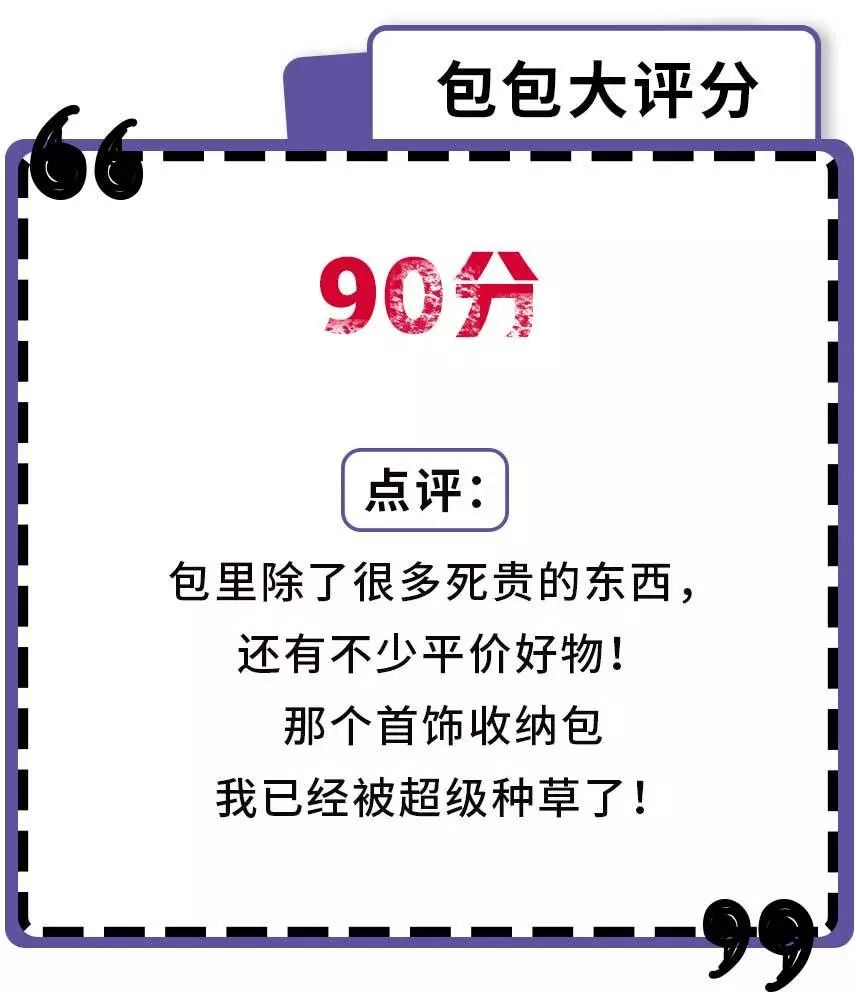 包包大评分
90分
点评：
包里除了很多死贵的东西，
还有不少平价好物！
那个首饰收纳包
我已经被超级种草了！